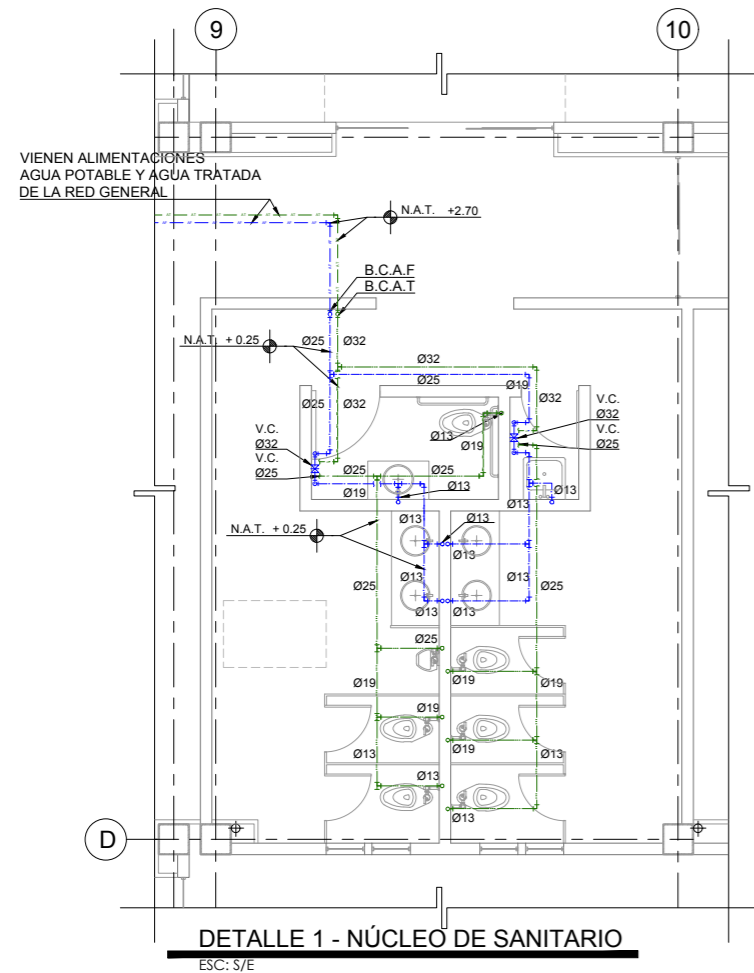 9
10
VIENEN ALIMENTACIONES
AGUA POTABLE Y AGUA TRATADA
DE LA RED GENERAL
N.A.T. +2.70
B.C.A.F
B.C.A.T
N.A.T. + 0.25
Ø25
Ø32
Ø32
Ø25
Ø25
Ø32
Ø19
Ø32
V.C.
Ø32
V.C.
Ø25
V.C.
Ø32
V.C.
Ø25
Ø13
Ø19
Ø25
Ø25
Ø19
Ø13
Ø13
N.A.T. + 0.25
Ø13
Ø13
Ø13
Ø13
Ø13
Ø13
Ø25
Ø25
Ø13
Ø13
Ø25
Ø19
Ø19
Ø19
Ø19
Ø13
Ø19
Ø13
Ø13
Ø13
D
DETALLE 1 - NÚCLEO DE SANITARIO
ESC: S/E